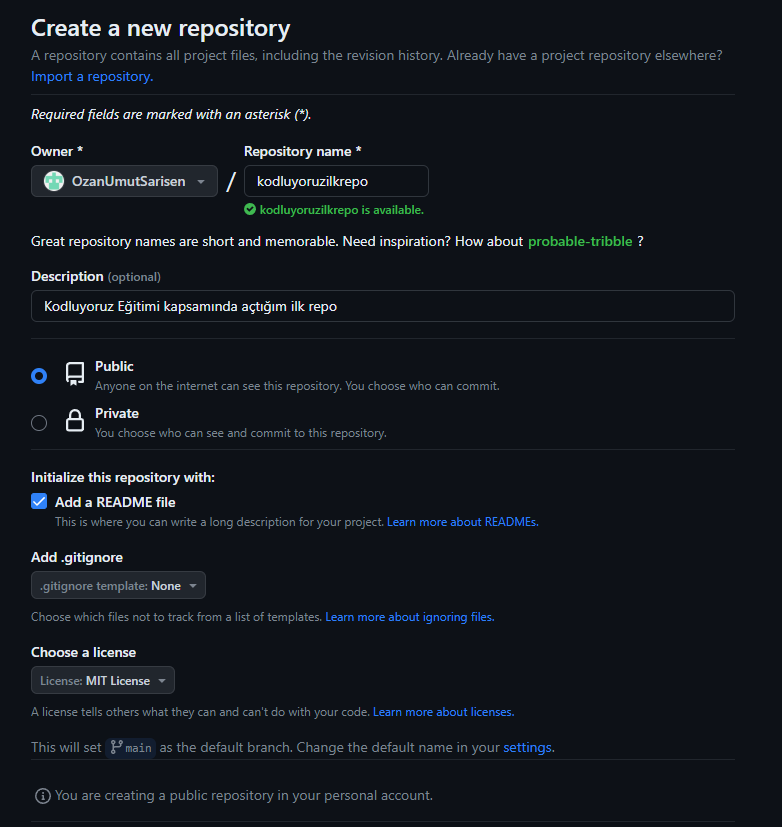 Create a new repository
A repository contains all project files, including the revision history. Already have a project repository elsewhere?
Import a repository.
Required fields are marked with an asterisk (*).
Owner *
Repository name *
OzanUmutSarisen
/
kodluyoruzilkrepo
kodluyoruzilkrepo is available.
Great repository names are short and memorable. Need inspiration? How about probable-tribble ?
Description (optional)
Kodluyoruz Eğitimi kapsamında açtığım ilk repo
Public
Anyone on the internet can see this repository. You choose who can commit.
Private
You choose who can see and commit to this repository.
Initialize this repository with:
Add a README file
This is where you can write a long description for your project. Learn more about READMEs.
Add .gitignore
.gitignore template: None
Choose which files not to track from a list of templates. Learn more about ignoring files.
Choose a license
License: MIT License
A license tells others what they can and can't do with your code. Learn more about licenses.
This will set main as the default branch. Change the default name in your settings.
You are creating a public repository in your personal account.